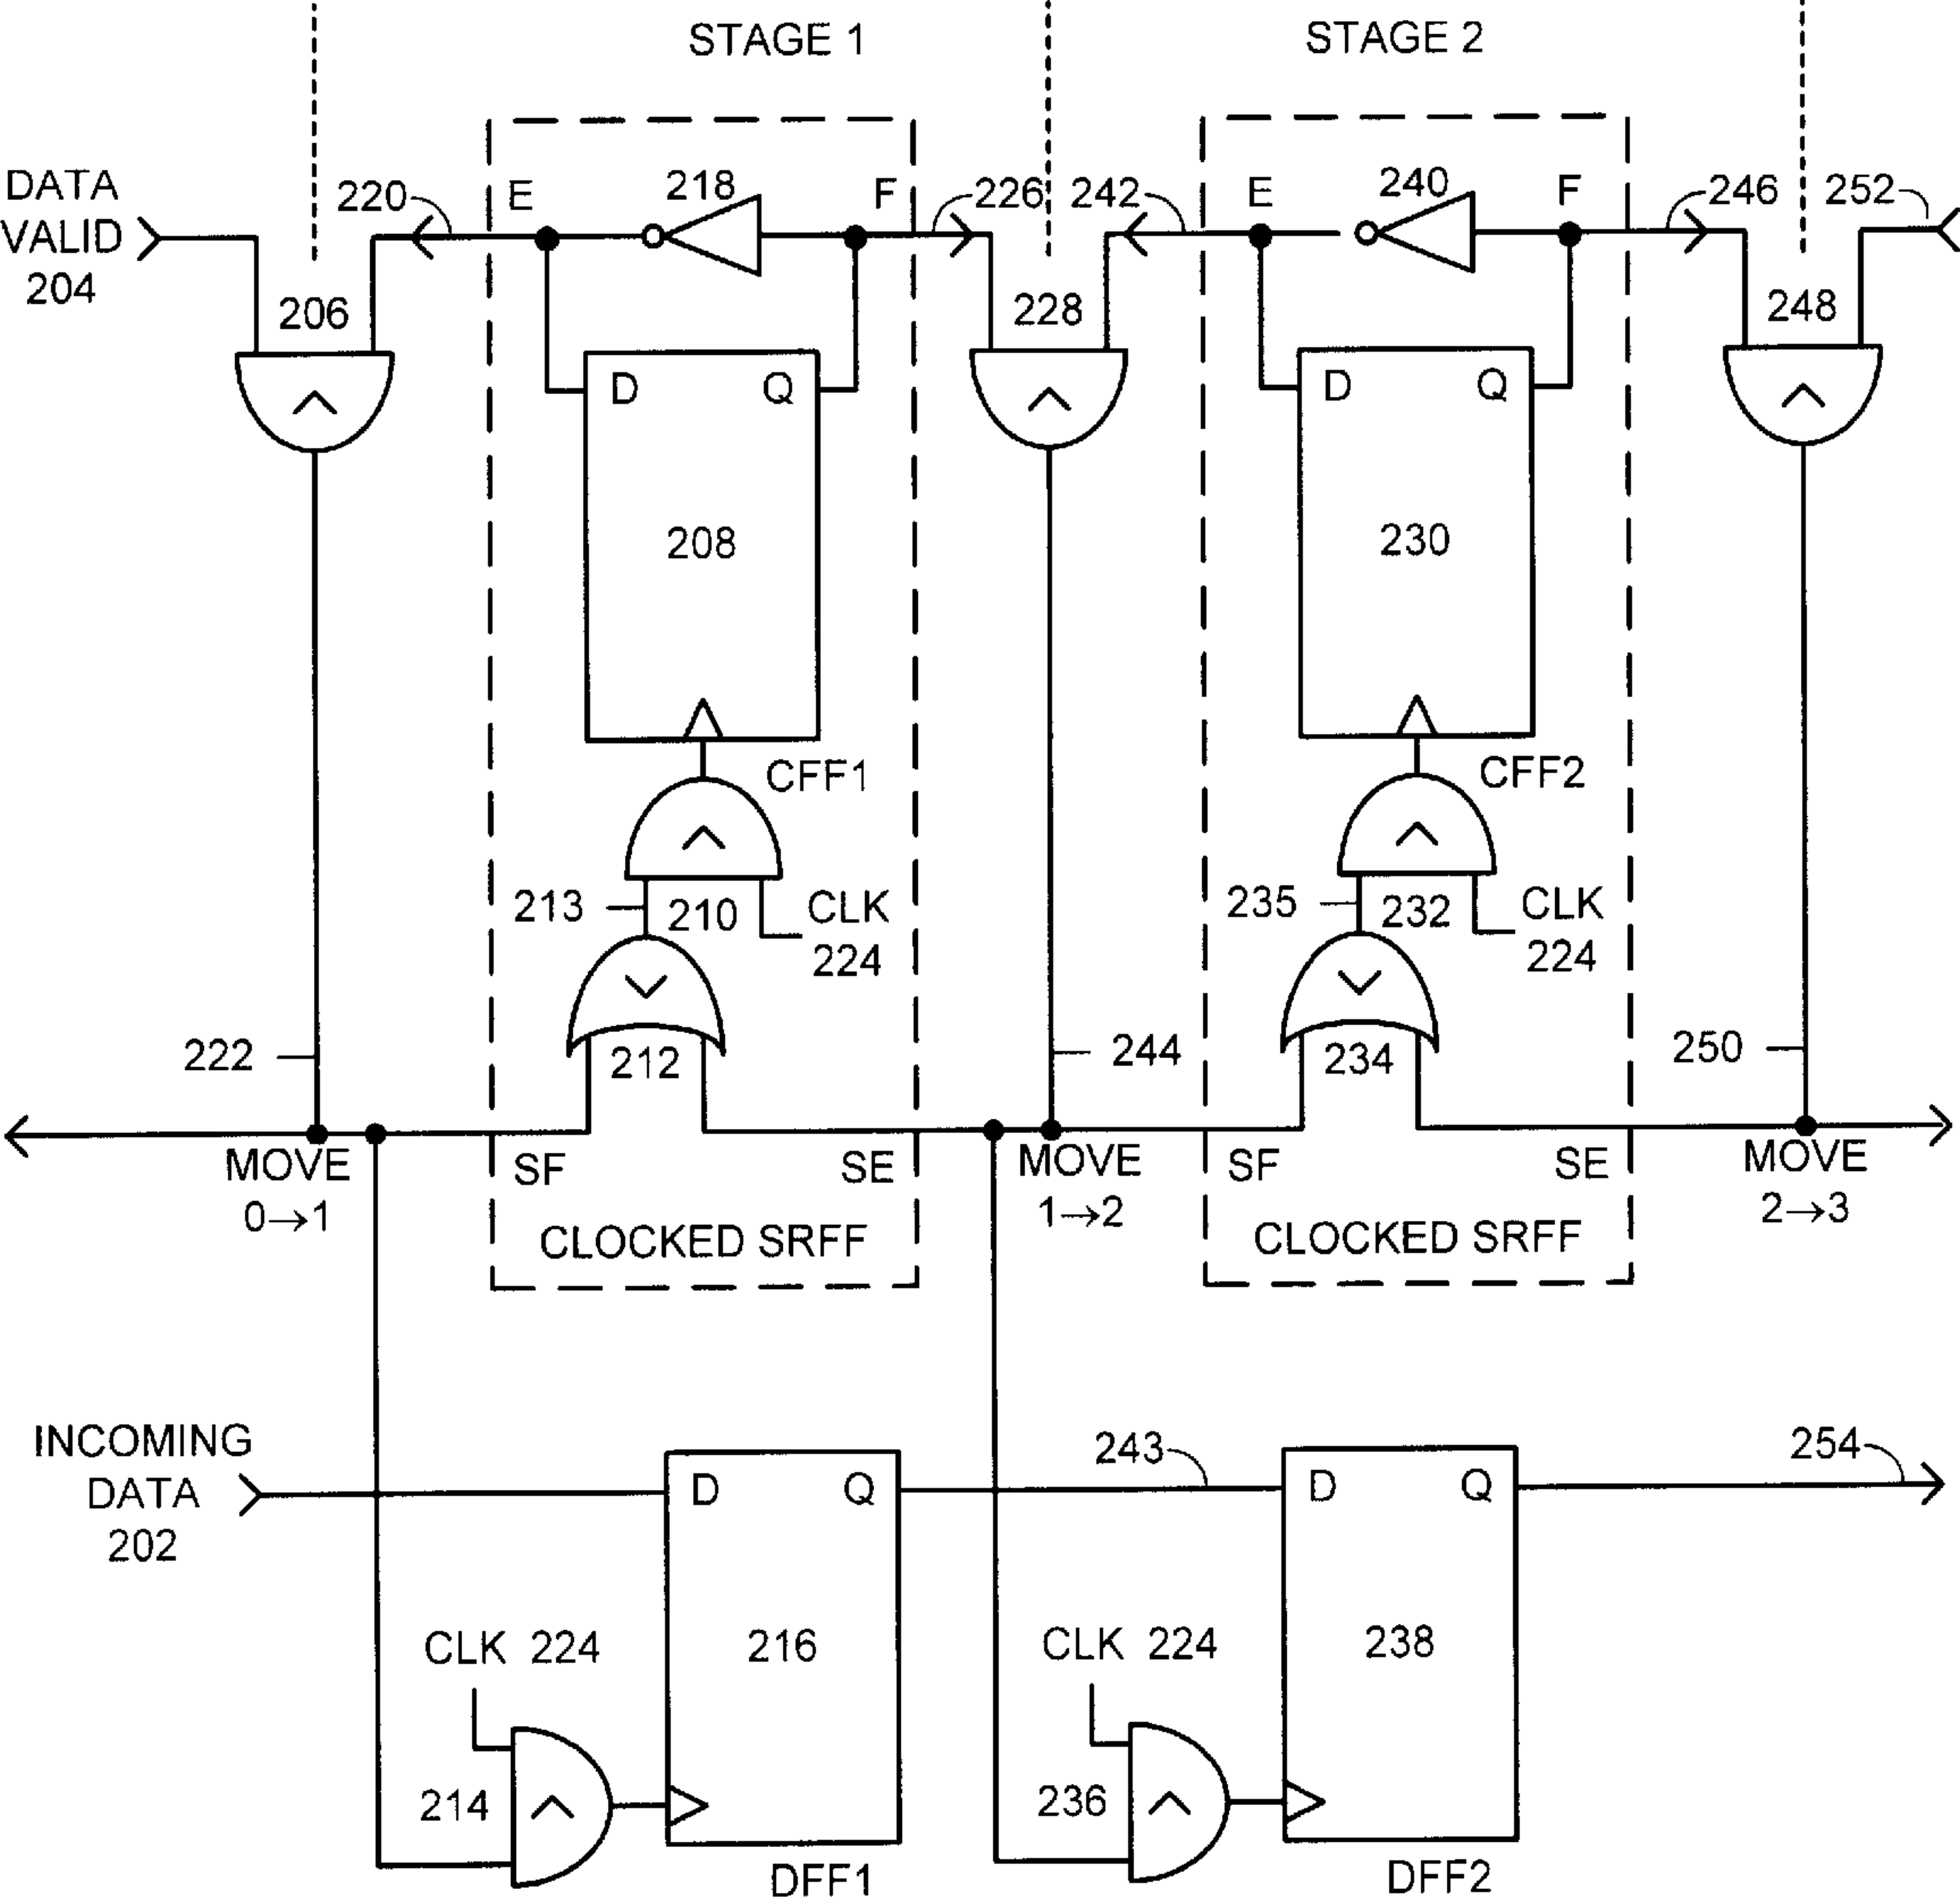 STAGE 1
STAGE 2
DATA
VALID
204
220
E
218
F
226
242
E
240
F
246
252
206
228
248
D
Q
D
Q
208
230
CFF1
CFF2
213
210
CLK
224
235
232
CLK
224
222
212
244
234
250
MOVE
0→1
SF
SE
MOVE
1→2
SF
SE
MOVE
2→3
CLOCKED SRFF
CLOCKED SRFF
INCOMING
DATA
202
D
Q
243
D
Q
254
CLK 224
216
CLK 224
238
214
236
DFF1
DFF2